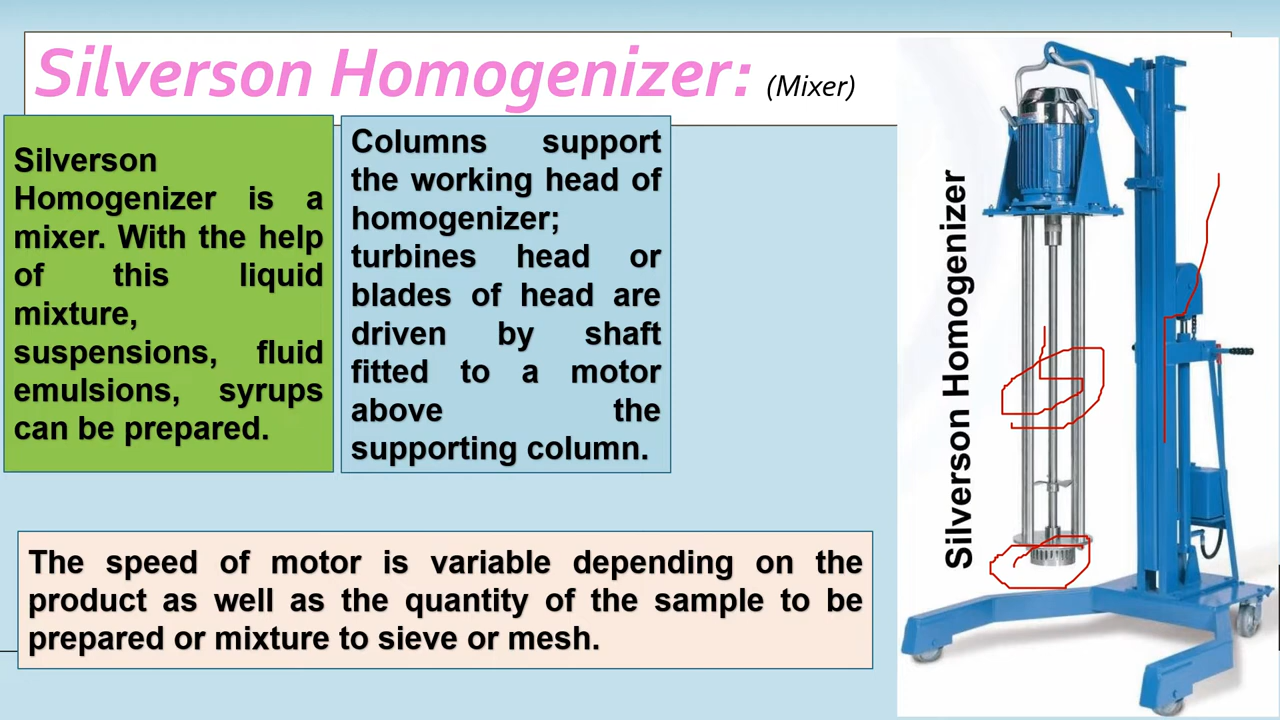 Silverson Homogenizer: (Mixer)
Silverson
Homogenizer is a
mixer. With the help
of this liquid
mixture,
suspensions, fluid
emulsions, syrups
can be prepared.
Columns support
the working head of
homogenizer;
turbines head or
blades of head are
driven by shaft
fitted to a motor
above the
supporting column.
The speed of motor is variable depending on the
product as well as the quantity of the sample to be
prepared or mixture to sieve or mesh.
Silverson Homogenizer